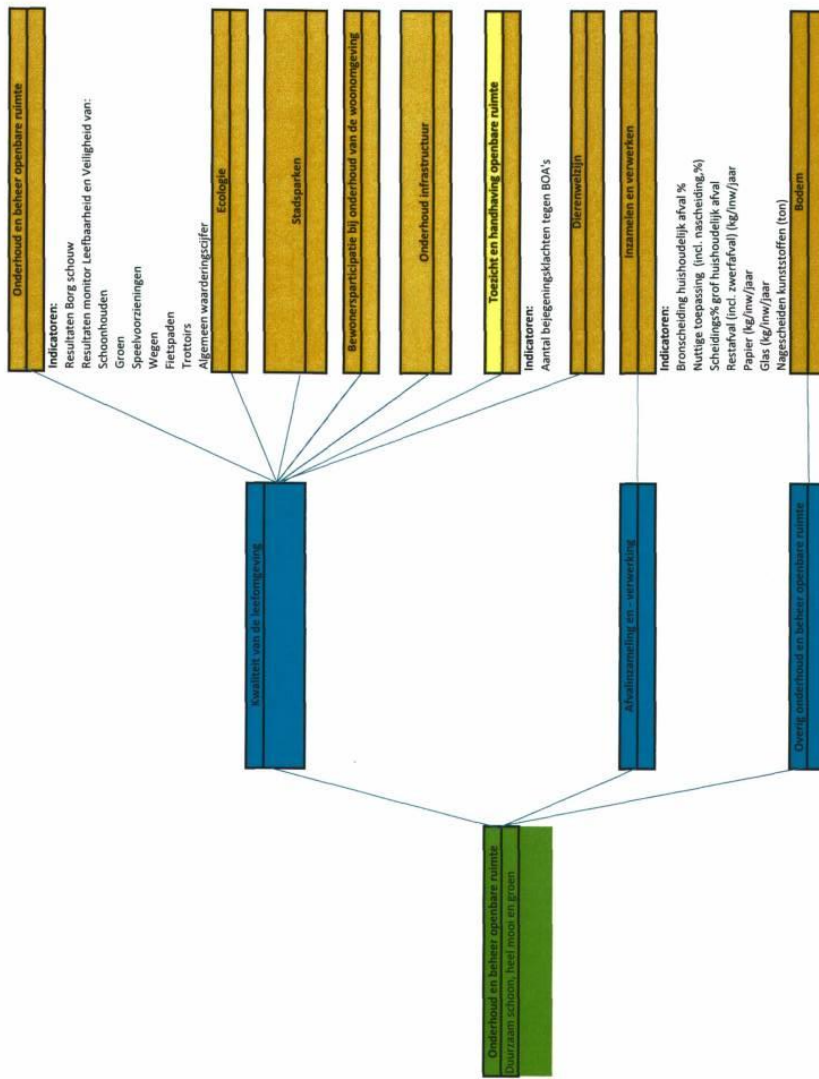 Onderhoud en beheer openbare ruimte
Duurzaam schoon, heel mooi en groen
Kwaliteit van de leefomgeving
Afvalinzameling en - verwerking
Overig onderhoud en beheer openbare ruimte
Onderhoud en beheer openbare ruimte
Indicatoren:
Resultaten Borg schouw
Resultaten monitor Leefbaarheid en Veiligheid van:
Schoonhouden
Groen
Speelvoorzieningen
Wegen
Fietspaden
Trottoirs
Algemeen waarderingscijfer
Ecologie
Stadsparken
Bewonersparticipatie bij onderhoud van de woonomgeving
Onderhoud infrastructuur
Toezicht en handhaving openbare ruimte
Indicatoren:
Aantal bejegeningsklachten tegen BOA's
Dierenwelzijn
Inzamelen en verwerken
Indicatoren:
Bronscheiding huishoudelijk afval %
Nuttige toepassing (incl. nascheiding,%)
Scheidings% grof huishoudelijk afval
Restafval (incl. zwerfafval) (kg/inw/jaar
Papier (kg/inw/jaar
Glas (kg/inw/jaar
Nagescheiden kunststoffen (ton)
Bodem